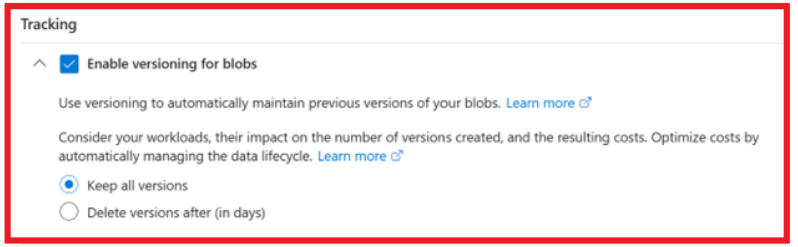 Tracking
Enable versioning for blobs
Use versioning to automatically maintain previous versions of your blobs. Learn more
Consider your workloads, their impact on the number of versions created, and the resulting costs. Optimize costs by
automatically managing the data lifecycle. Learn more
Keep all versions
Delete versions after (in days)